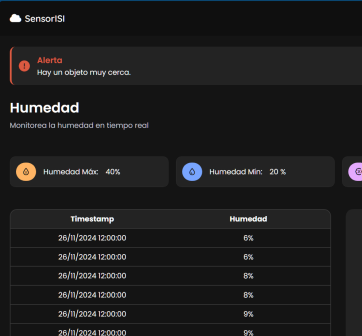 SensorISI
Alerta
Hay un objeto muy cerca.
Humedad
Monitorea la humedad en tiempo real
Humedad Máx: 40%
Humedad Min: 20 %
Timestamp Humedad
26/11/2024 12:00:00 6%
26/11/2024 12:00:00 6%
26/11/2024 12:00:00 8%
26/11/2024 12:00:00 8%
26/11/2024 12:00:00 9%
26/11/2024 12:00:00 9%